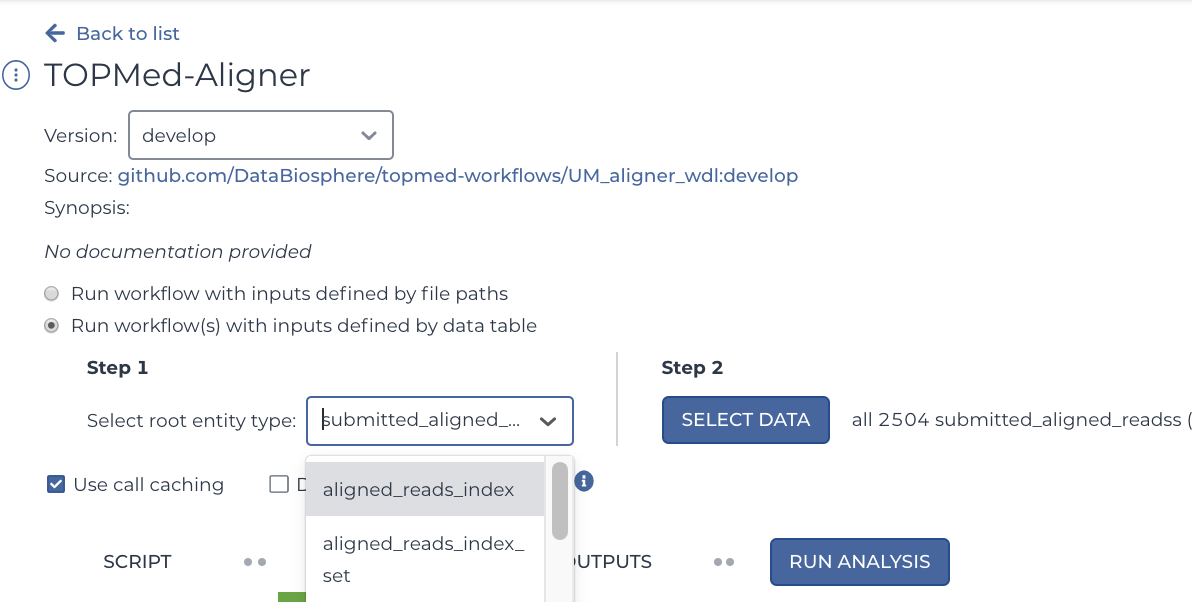 Back to list
TOPMed-Aligner
Version: develop
Source: github.com/DataBiosphere/topmed-workflows/UM_aligner_wdl:develop
Synopsis:
No documentation provided
Run workflow with inputs defined by file paths
Run workflow(s) with inputs defined by data table
Step 1
Select root entity type: submitted_aligned_...
Step 2
SELECT DATA all 2504 submitted_aligned_readss (
Use call caching
aligned_reads_index
aligned_reads_index_
set
SCRIPT
RUN ANALYSIS